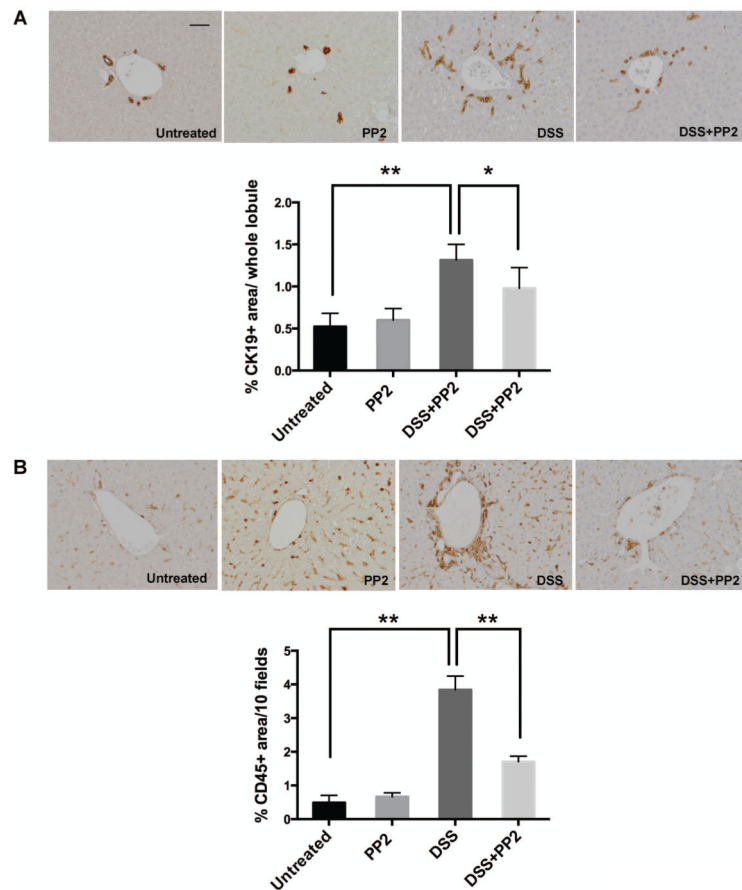 A
Untreated
PP2
DSS
DSS+PP2
**
*
% CK19+ area/ whole lobule
2.0
1.5
1.0
0.5
0.0
Untreated
PP2
DSS+PP2
DSS+PP2
B
Untreated
PP2
DSS
DSS+PP2
**
**
% CD45+ area/10 fields
5
4
3
2
1
0
Untreated
PP2
DSS
DSS+PP2